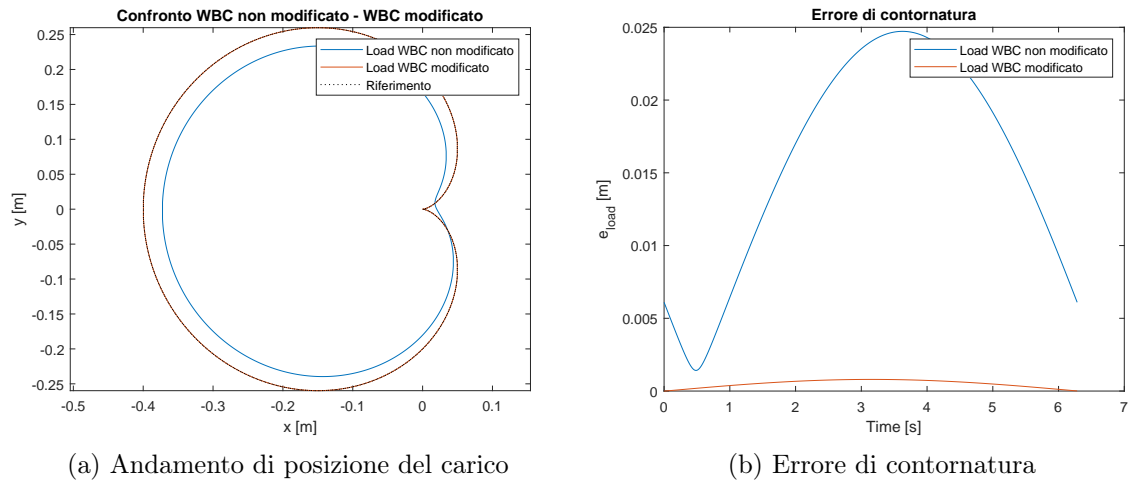 Confronto WBC non modificato - WBC modificato
Load WBC non modificato
Load WBC modificato
Riferimento
0.25
0.2
0.15
0.1
0.05
0
-0.05
-0.1
-0.15
-0.2
-0.25
y [m]
-0.5 -0.4 -0.3 -0.2 -0.1 0 0.1
x [m]
(a) Andamento di posizione del carico
Errore di contornatura
Load WBC non modificato
Load WBC modificato
0.025
0.02
0.015
0.01
0.005
0
e_load [m]
0 1 2 3 4 5 6 7
Time [s]
(b) Errore di contornatura